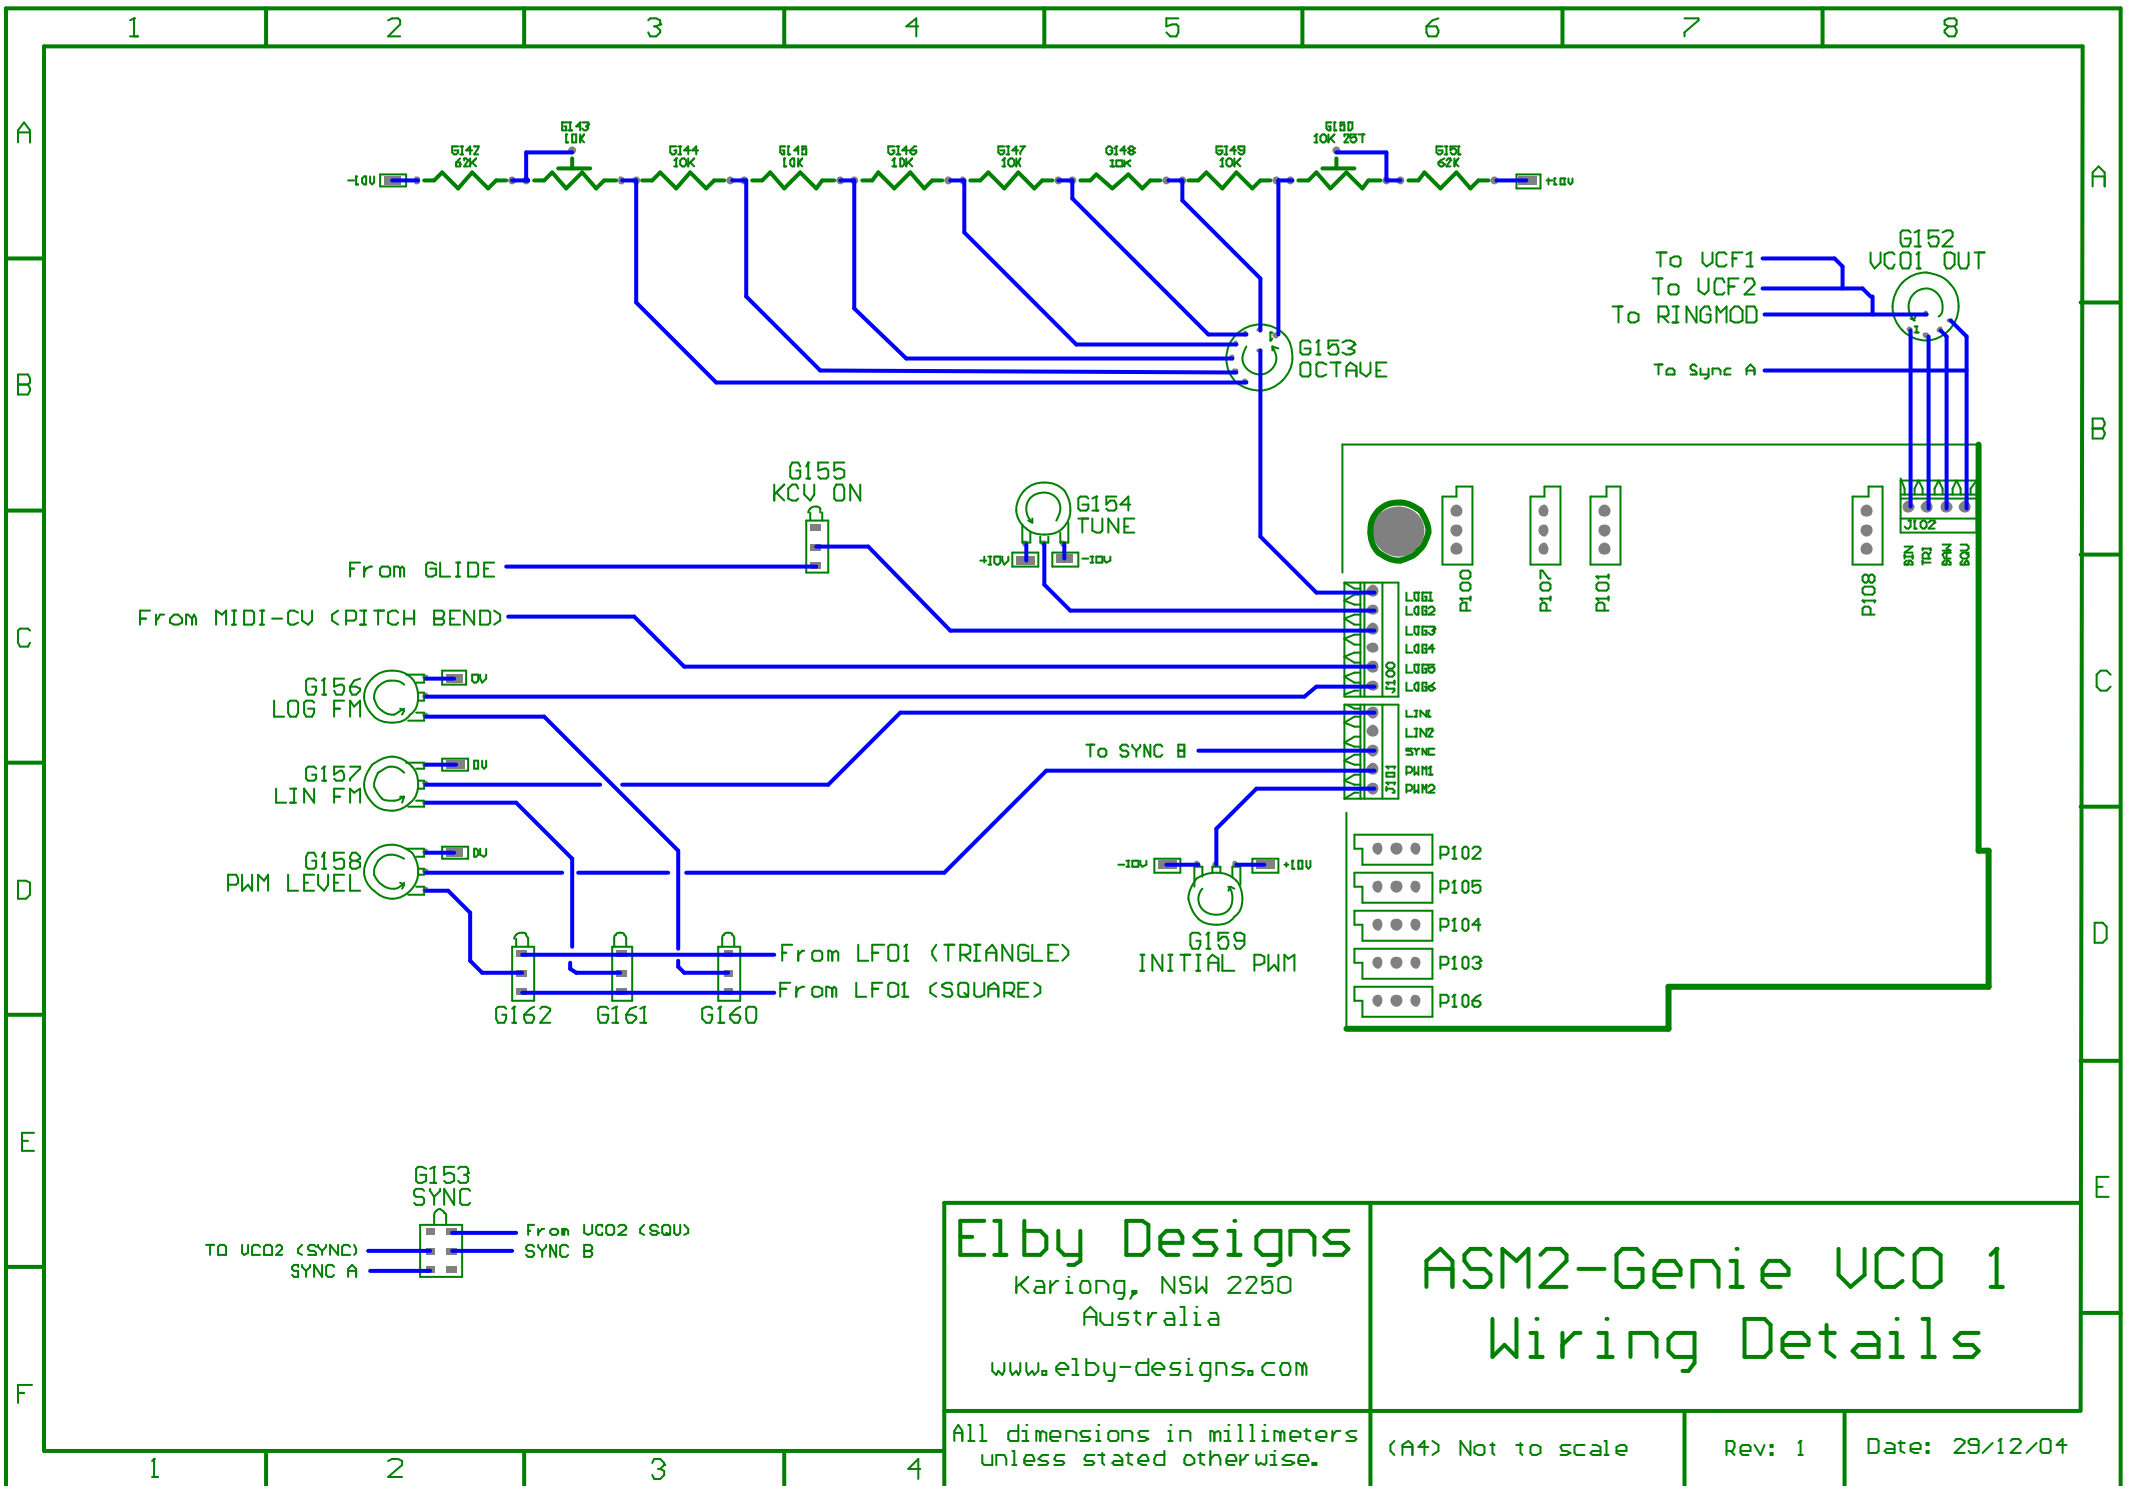 1 2 3 4 5 6 7 8
A
A
G143
10K
G142
62K
G144
10K
G145
10K
G146
10K
G147
10K
G148
10K
G149
10K
G150
10K 25T
G151
62K
-10V
+10V
G152
VCO1 OUT
To VCF1
To VCF2
To RINGMOD
To Sync A
G153
OCTAVE
B
B
G155
KCV ON
G154
TUNE
+10V
-10V
J102
SIN
TRI
SAW
SQU
P100
P107
P101
P108
From GLIDE
From MIDI-CV (PITCH BEND)
C
C
LOG1
LOG2
LOG3
LOG4
LOG5
LOG6
J100
G156
LOG FM
0V
LIN1
LIN2
SYNC
PWM1
PWM2
J101
To SYNC B
G157
LIN FM
0V
G158
PWM LEVEL
0V
-10V
+10V
G159
INITIAL PWM
P102
P105
P104
P103
P106
D
D
From LFO1 (TRIANGLE)
From LFO1 (SQUARE)
G162
G161
G160
E
E
G153
SYNC
From VCO2 (SQU)
TO VCO2 (SYNC)
SYNC B
SYNC A
F
Elby Designs
Kariong, NSW 2250
Australia
www.elby-designs.com
ASM2-Genie VCO 1
Wiring Details
All dimensions in millimeters
unless stated otherwise.
(A4) Not to scale
Rev: 1
Date: 29/12/04
1 2 3 4